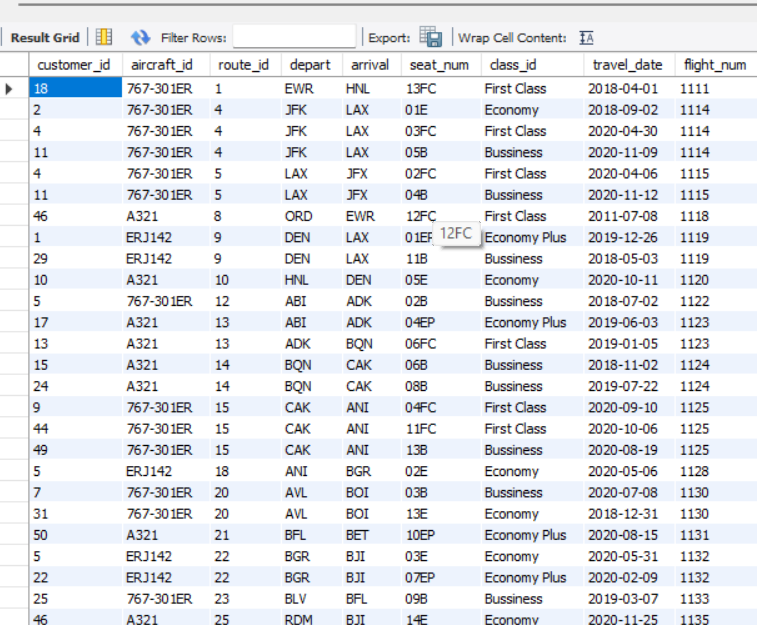 Result Grid Filter Rows: Export: Wrap Cell Content: IA
customer_id aircraft_id route_id depart arrival seat_num class_id travel_date flight_num
18 767-301ER 1 EWR HNL 13FC First Class 2018-04-01 1111
2 767-301ER 4 JFK LAX 01E Economy 2018-09-02 1114
4 767-301ER 4 JFK LAX 03FC First Class 2020-04-30 1114
11 767-301ER 4 JFK LAX 05B Bussiness 2020-11-09 1114
4 767-301ER 5 LAX JFX 02FC First Class 2020-04-06 1115
11 767-301ER 5 LAX JFX 04B Bussiness 2020-11-12 1115
46 A321 8 ORD EWR 12FC First Class 2011-07-08 1118
12FC
1 ERJ142 9 DEN LAX 01EP Economy Plus 2019-12-26 1119
29 ERJ142 9 DEN LAX 11B Bussiness 2018-05-03 1119
10 A321 10 HNL DEN 05E Economy 2020-10-11 1120
5 767-301ER 12 ABI ADK 02B Bussiness 2018-07-02 1122
17 A321 13 ABI ADK 04EP Economy Plus 2019-06-03 1123
13 A321 13 ADK BQN 06FC First Class 2019-01-05 1123
15 A321 14 BQN CAK 06B Bussiness 2018-11-02 1124
24 A321 14 BQN CAK 08B Bussiness 2019-07-22 1124
9 767-301ER 15 CAK ANI 04FC First Class 2020-09-10 1125
44 767-301ER 15 CAK ANI 11FC First Class 2020-10-06 1125
49 767-301ER 15 CAK ANI 13B Bussiness 2020-08-19 1125
5 ERJ142 18 ANI BGR 02E Economy 2020-05-06 1128
7 767-301ER 20 AVL BOI 03B Bussiness 2020-07-08 1130
31 767-301ER 20 AVL BOI 13E Economy 2018-12-31 1130
50 A321 21 BFL BET 10EP Economy Plus 2020-08-15 1131
5 ERJ142 22 BGR BJI 03E Economy 2020-05-31 1132
22 ERJ142 22 BGR BJI 07EP Economy Plus 2020-02-09 1132
25 767-301ER 23 BLV BFL 09B Bussiness 2019-03-07 1133
46 A321 25 RDM BJI 14E Economy 2020-11-25 1135